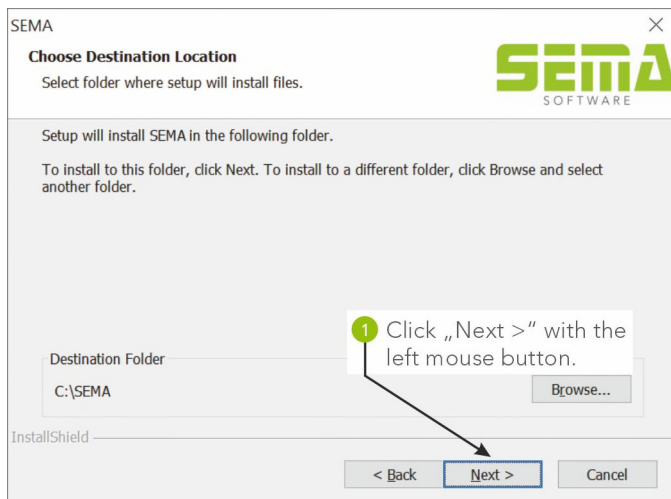 SEMA
Choose Destination Location
Select folder where setup will install files.
SEMA
SOFTWARE
Setup will install SEMA in the following folder.
To install to this folder, click Next. To install to a different folder, click Browse and select
another folder.
1 Click „Next >“ with the
left mouse button.
Destination Folder
C:\SEMA
Browse...
InstallShield
< Back
Next >
Cancel